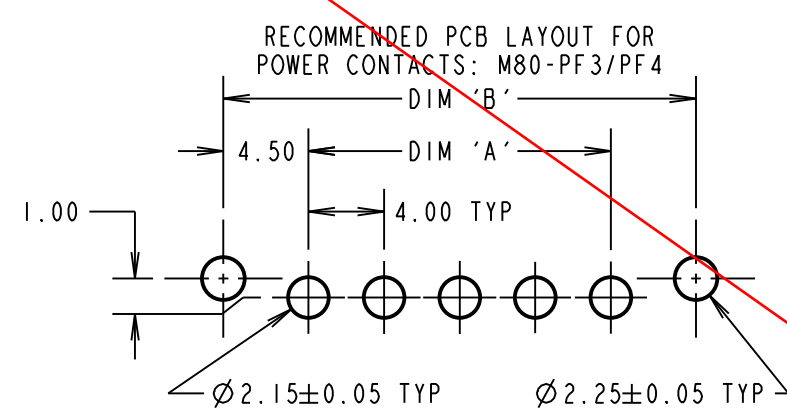 RECOMMENDED PCB LAYOUT FOR
POWER CONTACTS: M80-PF3/PF4
DIM 'B'
4.50
DIM 'A'
1.00
4.00 TYP
Ø2.15±0.05 TYP
Ø2.25±0.05 TYP